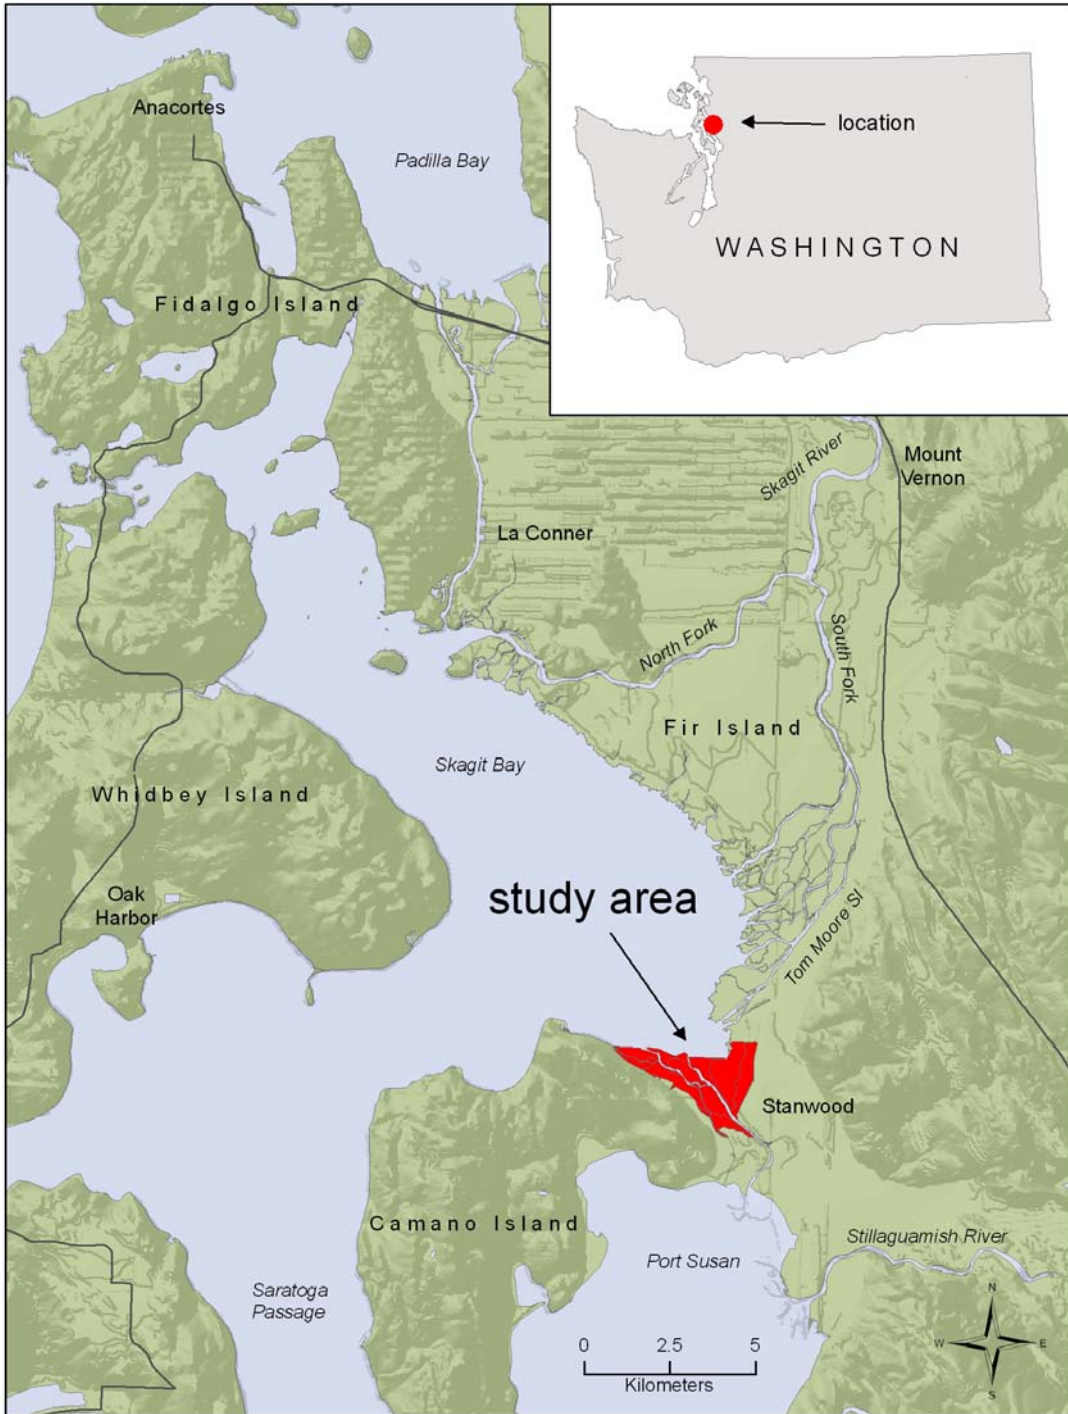 Anacortes
Padilla Bay
location
WASHINGTON
Fidalgo Island
Skagit River
Mount
Vernon
La Conner
North Fork
South Fork
Fir Island
Skagit Bay
Whidbey Island
Oak
Harbor
study area
Tom Moore Sl
Stanwood
Camano Island
Stillaguamish River
Port Susan
Saratoga
Passage
0 2.5 5
Kilometers
N
W E
S